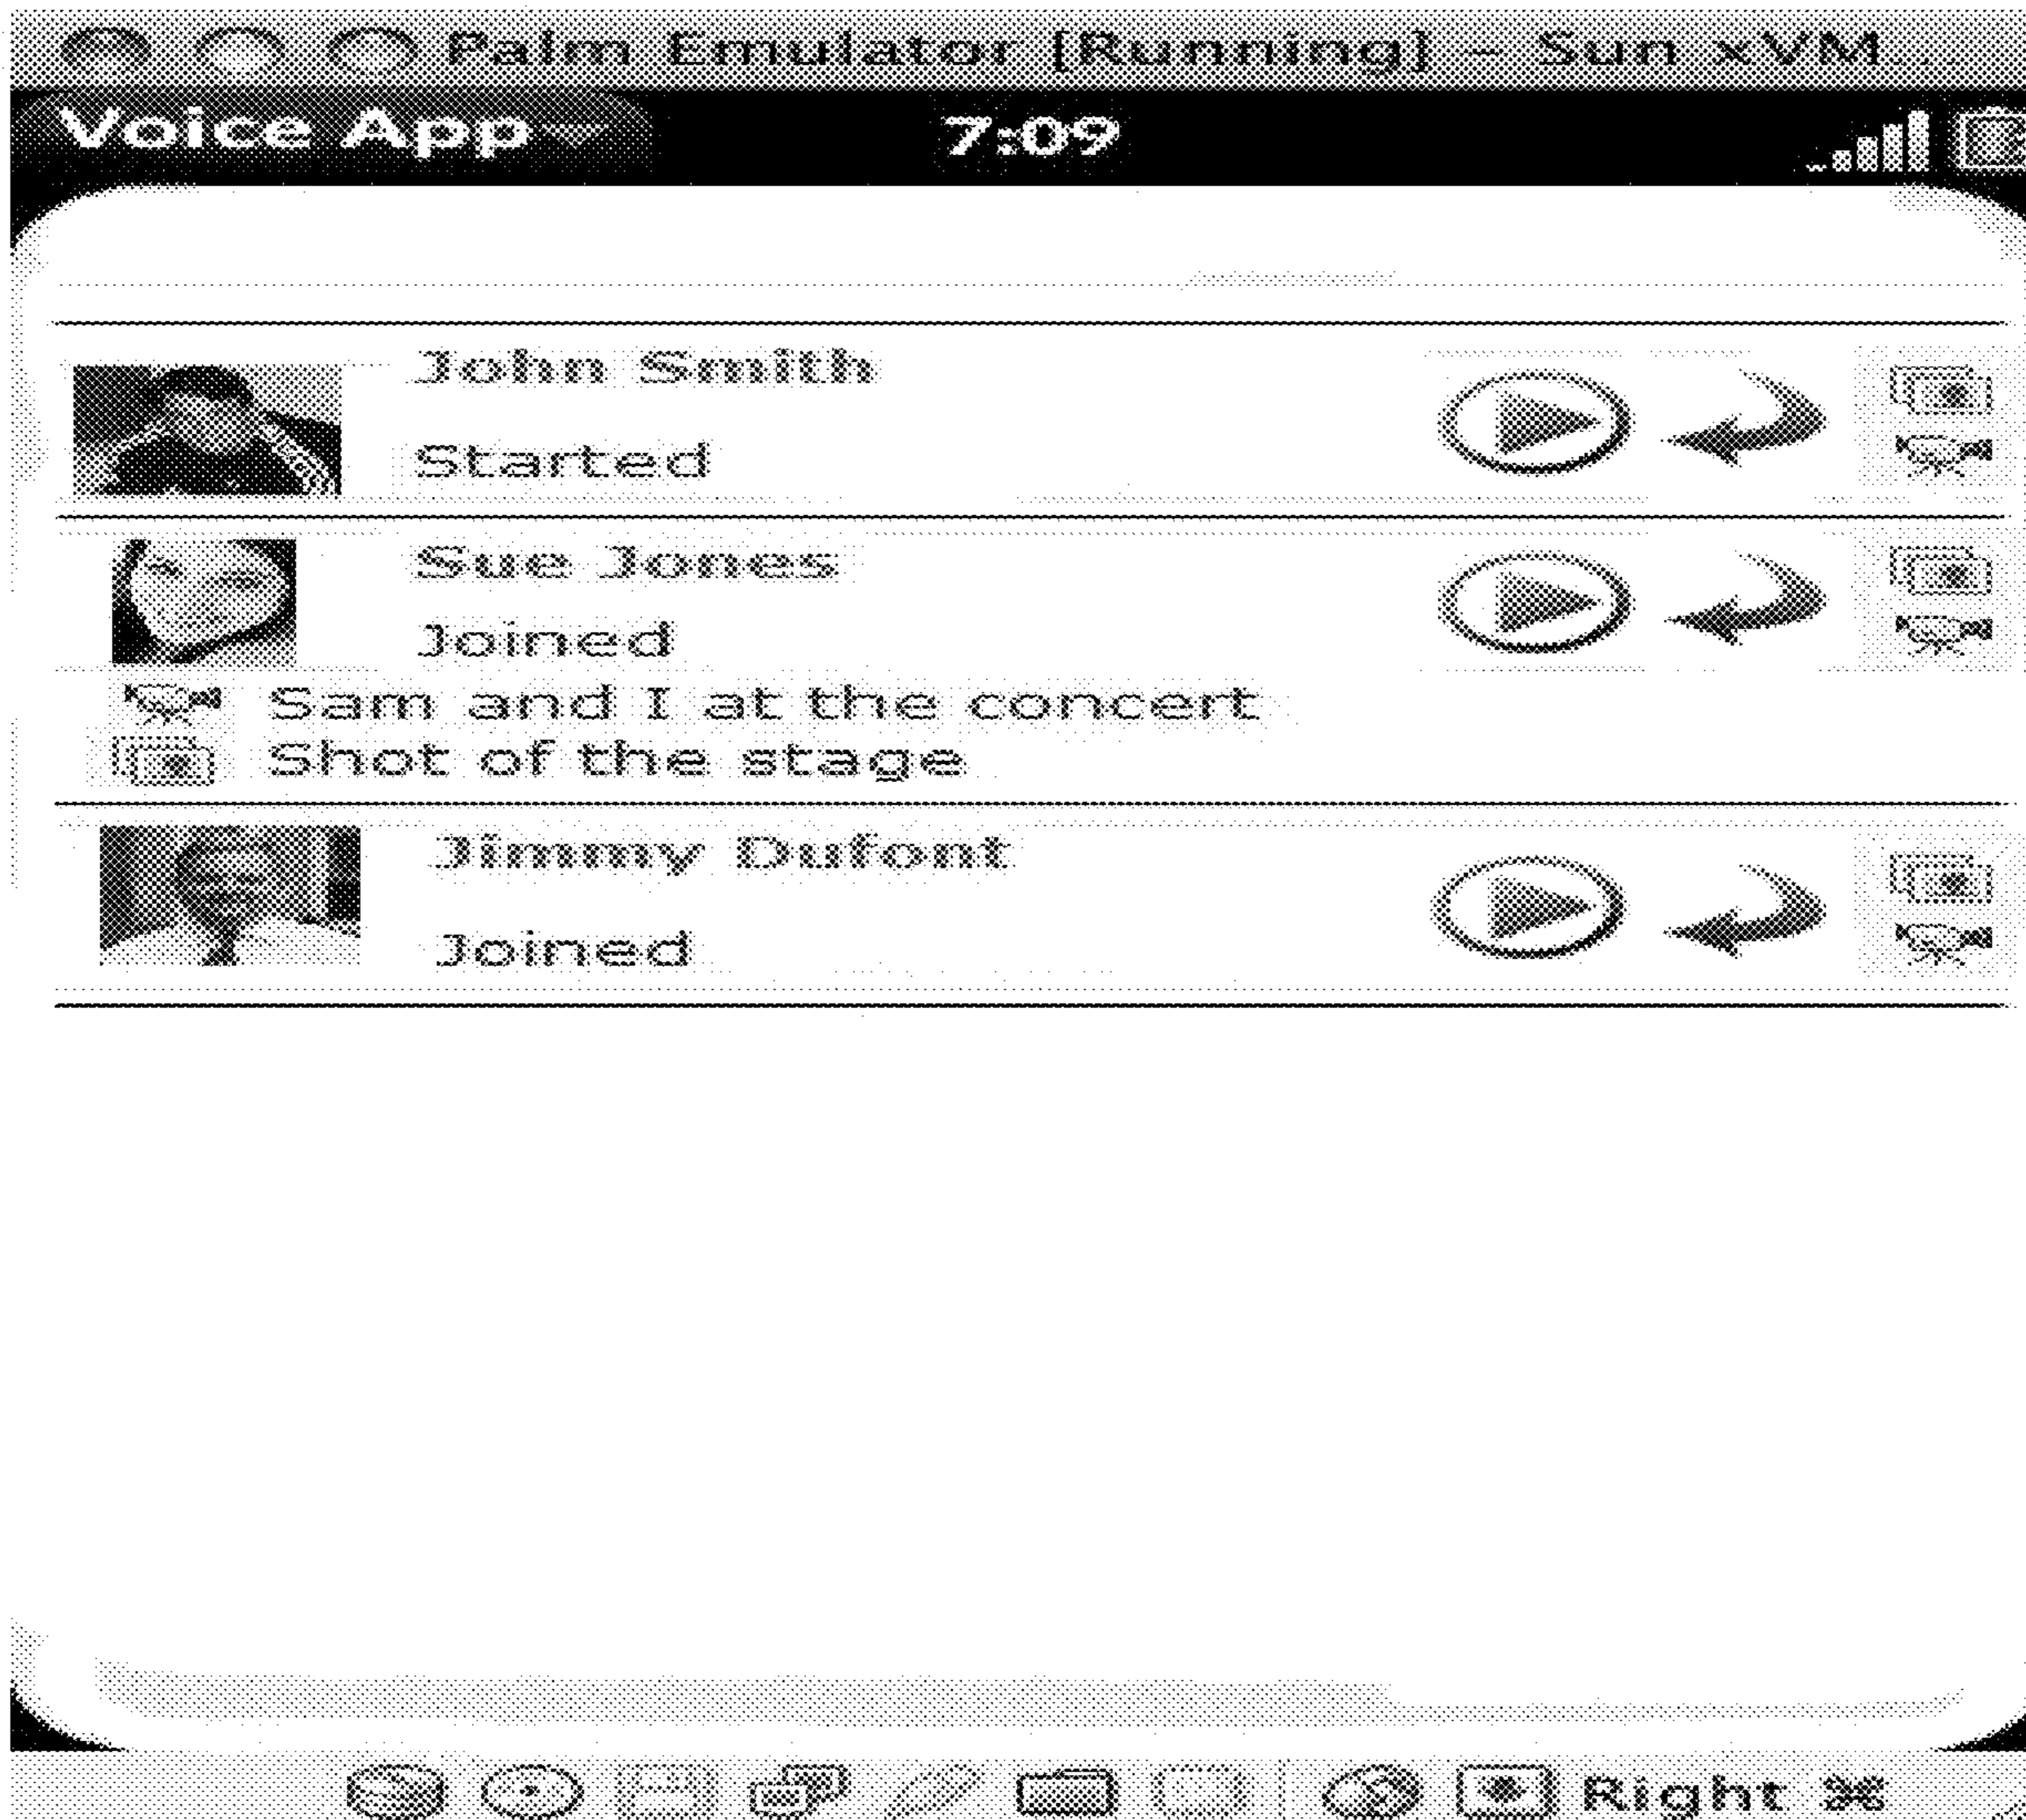 Palm Emulator [Running] – Sun xVM...
Voice App 7:09
John Smith
Started
Sue Jones
Joined
Sam and I at the concert
Shot of the stage
Jimmy Dufont
Joined
Right ⌘